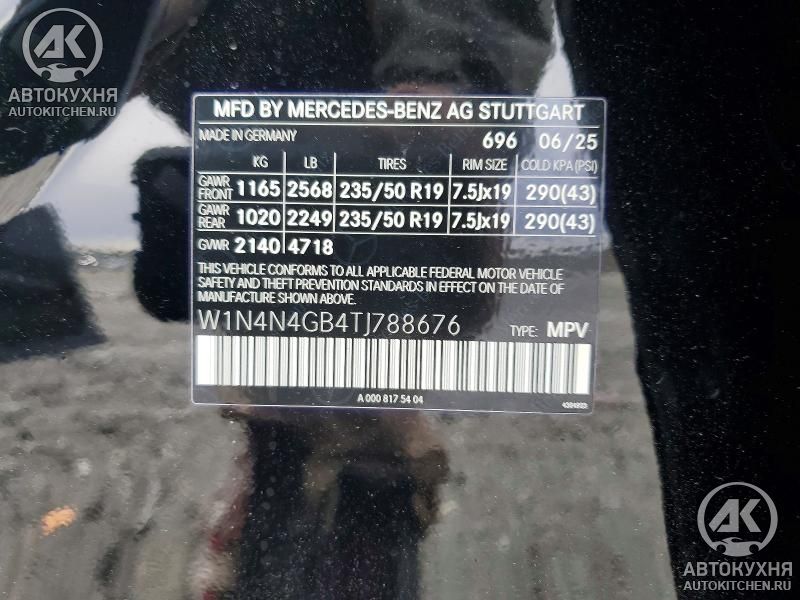 AK
АВТОКУХНЯ
AUTOKITCHEN.RU
MFD BY MERCEDES-BENZ AG STUTTGART
MADE IN GERMANY 696 06/25
KG LB TIRES RIM SIZE COLD KPA (PSI)
GAWR FRONT 1165 2568 235/50 R19 7.5Jx19 290(43)
GAWR REAR 1020 2249 235/50 R19 7.5Jx19 290(43)
GVWR 2140 4718
THIS VEHICLE CONFORMS TO ALL APPLICABLE FEDERAL MOTOR VEHICLE
SAFETY AND THEFT PREVENTION STANDARDS IN EFFECT ON THE DATE OF
MANUFACTURE SHOWN ABOVE.
W1N4N4GB4TJ788676 TYPE: MPV
A 000 817 54 04
AK
АВТОКУХНЯ
AUTOKITCHEN.RU